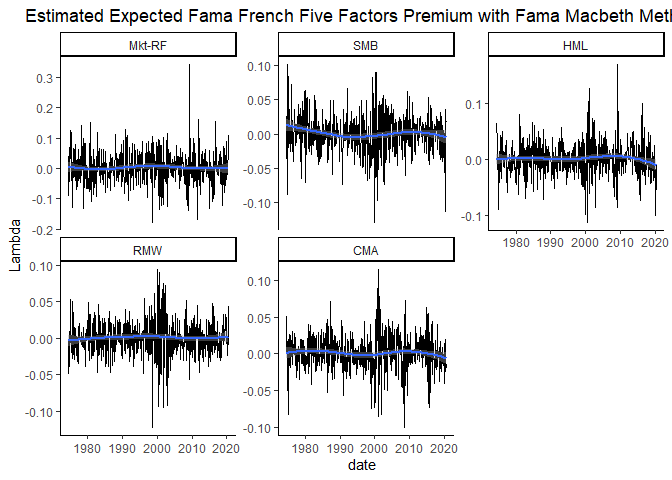 Estimated Expected Fama French Five Factors Premium with Fama Macbeth Metl
Mkt-RF
SMB
HML
0.3
0.2
0.1
0.0
-0.1
-0.2
0.10
0.05
0.00
-0.05
-0.10
0.1
0.0
-0.1
1980 1990 2000 2010 2020
Lambda
RMW
CMA
0.10
0.05
0.00
-0.05
-0.10
0.10
0.05
0.00
-0.05
-0.10
1980 1990 2000 2010 2020
1980 1990 2000 2010 2020
date